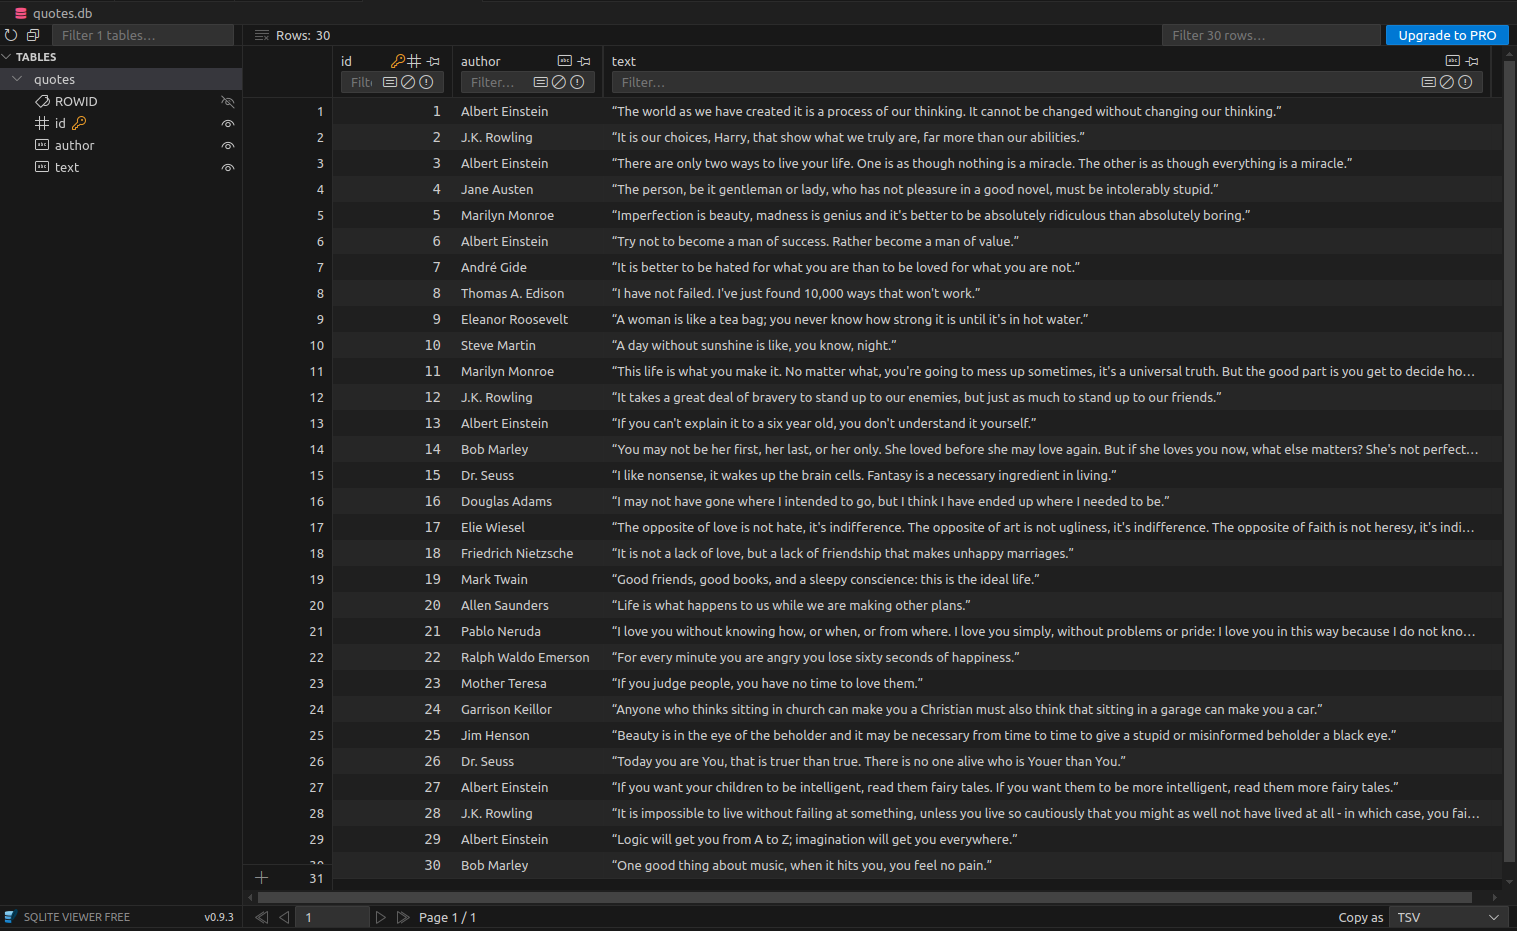 quotes.db
Filter 1 tables...
Rows: 30
Filter 30 rows...
Upgrade to PRO
TABLES
quotes
ROWID
id
author
text
id author text
Filte Filter... Filter...
1 1 Albert Einstein “The world as we have created it is a process of our thinking. It cannot be changed without changing our thinking.”
2 2 J.K. Rowling “It is our choices, Harry, that show what we truly are, far more than our abilities.”
3 3 Albert Einstein “There are only two ways to live your life. One is as though nothing is a miracle. The other is as though everything is a miracle.”
4 4 Jane Austen “The person, be it gentleman or lady, who has not pleasure in a good novel, must be intolerably stupid.”
5 5 Marilyn Monroe “Imperfection is beauty, madness is genius and it's better to be absolutely ridiculous than absolutely boring.”
6 6 Albert Einstein “Try not to become a man of success. Rather become a man of value.”
7 7 André Gide “It is better to be hated for what you are than to be loved for what you are not.”
8 8 Thomas A. Edison “I have not failed. I've just found 10,000 ways that won't work.”
9 9 Eleanor Roosevelt “A woman is like a tea bag; you never know how strong it is until it's in hot water.”
10 10 Steve Martin “A day without sunshine is like, you know, night.”
11 11 Marilyn Monroe “This life is what you make it. No matter what, you're going to mess up sometimes, it's a universal truth. But the good part is you get to decide ho...
12 12 J.K. Rowling “It takes a great deal of bravery to stand up to our enemies, but just as much to stand up to our friends.”
13 13 Albert Einstein “If you can't explain it to a six year old, you don't understand it yourself.”
14 14 Bob Marley “You may not be her first, her last, or her only. She loved before she may love again. But if she loves you now, what else matters? She's not perfect...
15 15 Dr. Seuss “I like nonsense, it wakes up the brain cells. Fantasy is a necessary ingredient in living.”
16 16 Douglas Adams “I may not have gone where I intended to go, but I think I have ended up where I needed to be.”
17 17 Elie Wiesel “The opposite of love is not hate, it's indifference. The opposite of art is not ugliness, it's indifference. The opposite of faith is not heresy, it's indi...
18 18 Friedrich Nietzsche “It is not a lack of love, but a lack of friendship that makes unhappy marriages.”
19 19 Mark Twain “Good friends, good books, and a sleepy conscience: this is the ideal life.”
20 20 Allen Saunders “Life is what happens to us while we are making other plans.”
21 21 Pablo Neruda “I love you without knowing how, or when, or from where. I love you simply, without problems or pride: I love you in this way because I do not kno...
22 22 Ralph Waldo Emerson “For every minute you are angry you lose sixty seconds of happiness.”
23 23 Mother Teresa “If you judge people, you have no time to love them.”
24 24 Garrison Keillor “Anyone who thinks sitting in church can make you a Christian must also think that sitting in a garage can make you a car.”
25 25 Jim Henson “Beauty is in the eye of the beholder and it may be necessary from time to time to give a stupid or misinformed beholder a black eye.”
26 26 Dr. Seuss “Today you are You, that is truer than true. There is no one alive who is Youer than You.”
27 27 Albert Einstein “If you want your children to be intelligent, read them fairy tales. If you want them to be more intelligent, read them more fairy tales.”
28 28 J.K. Rowling “It is impossible to live without failing at something, unless you live so cautiously that you might as well not have lived at all - in which case, you fai...
29 29 Albert Einstein “Logic will get you from A to Z; imagination will get you everywhere.”
30 30 Bob Marley “One good thing about music, when it hits you, you feel no pain.”
31
SQLITE VIEWER FREE v0.9.3 1 Page 1 / 1 Copy as TSV